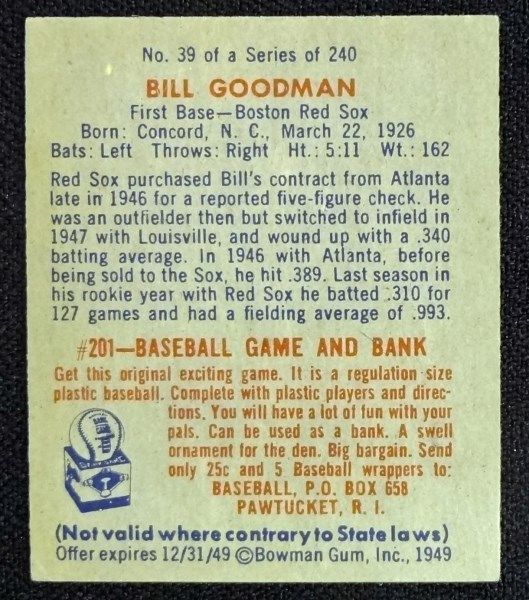 No. 39 of a Series of 240
BILL GOODMAN
First Base—Boston Red Sox
Born: Concord, N. C., March 22, 1926
Bats: Left Throws: Right Ht.: 5:11 Wt.: 162
Red Sox purchased Bill's contract from Atlanta
late in 1946 for a reported five-figure check. He
was an outfielder then but switched to infield in
1947 with Louisville, and wound up with a .340
batting average. In 1946 with Atlanta, before
being sold to the Sox, he hit .389. Last season in
his rookie year with Red Sox he batted .310 for
127 games and had a fielding average of .993.
#201—BASEBALL GAME AND BANK
Get this original exciting game. It is a regulation-size
plastic baseball. Complete with plastic players and direc-
tions. You will have a lot of fun with your
pals. Can be used as a bank. A swell
ornament for the den. Big bargain. Send
only 25c and 5 Baseball wrappers to:
BASEBALL, P.O. BOX 658
PAWTUCKET, R. I.
(Not valid where contrary to State laws)
Offer expires 12/31/49 ©Bowman Gum, Inc., 1949